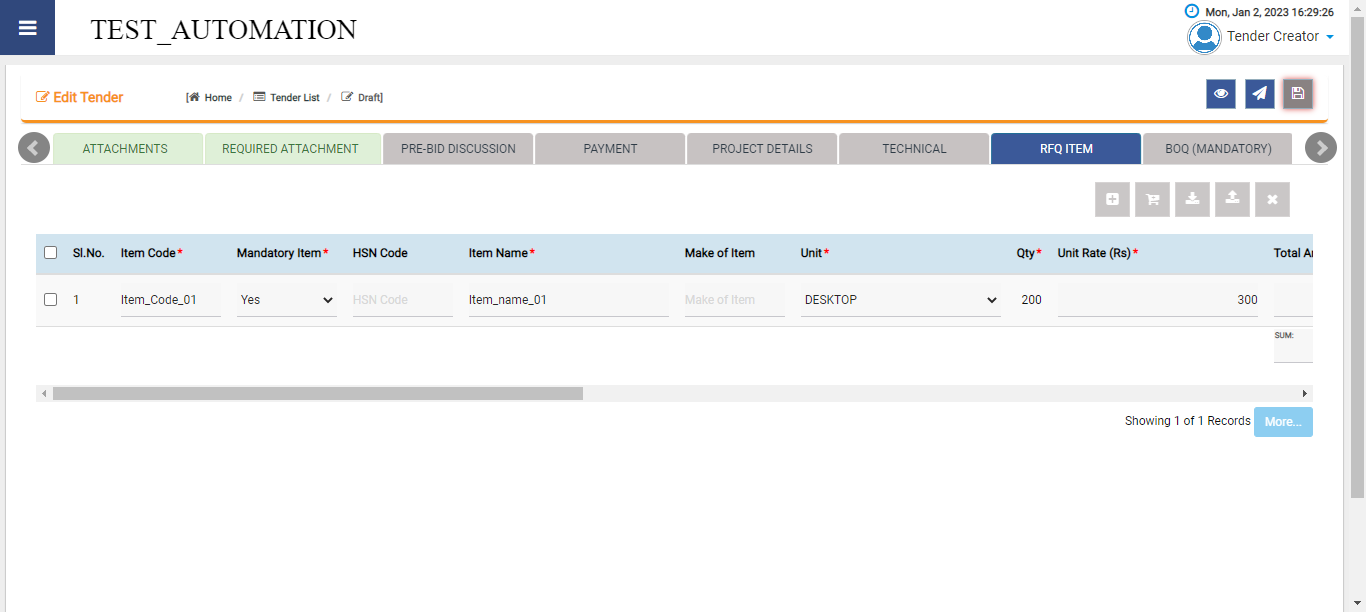 Mon, Jan 2, 2023 16:29:26
TEST_AUTOMATION
Tender Creator
Edit Tender
[Home / Tender List / Draft]
ATTACHMENTS
REQUIRED ATTACHMENT
PRE-BID DISCUSSION
PAYMENT
PROJECT DETAILS
TECHNICAL
RFQ ITEM
BOQ (MANDATORY)
Sl.No. Item Code* Mandatory Item* HSN Code Item Name* Make of Item Unit* Qty* Unit Rate (Rs)* Total A
1 Item_Code_01 Yes HSN Code Item_name_01 Make of Item DESKTOP 200 300
SUM:
Showing 1 of 1 Records More...